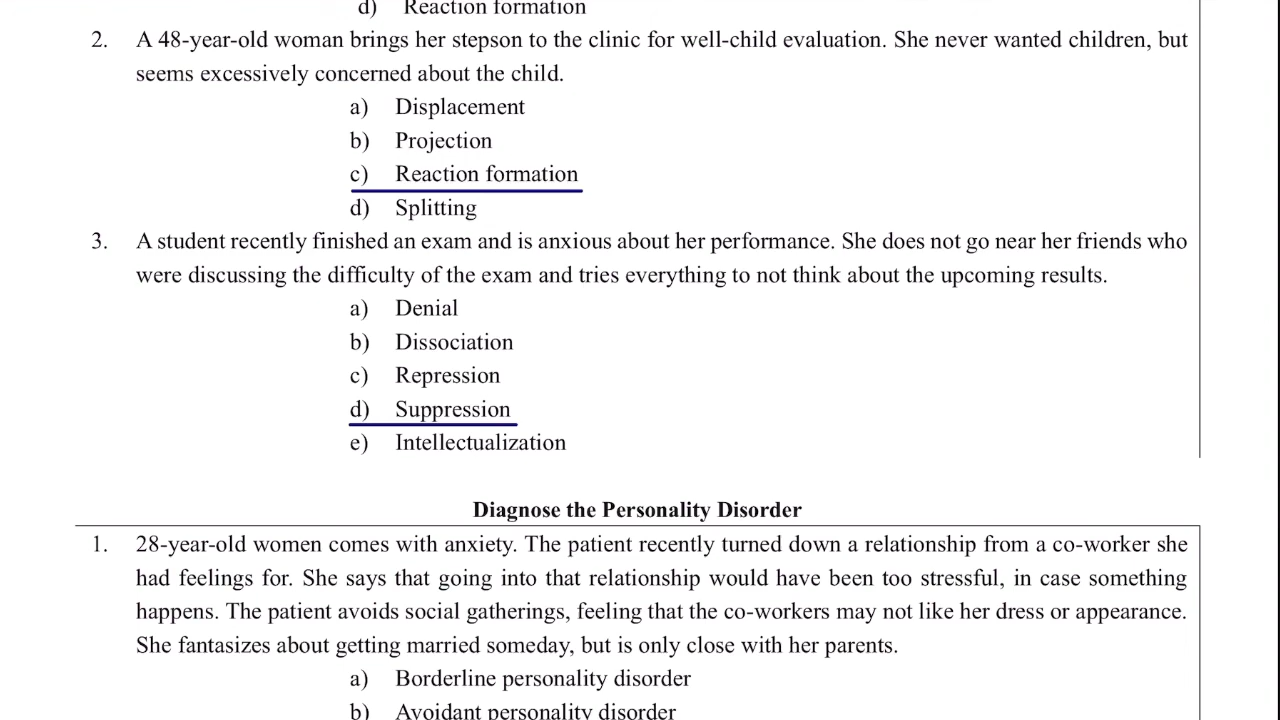 d) Reaction formation
2. A 48-year-old woman brings her stepson to the clinic for well-child evaluation. She never wanted children, but
seems excessively concerned about the child.
a) Displacement
b) Projection
c) Reaction formation
d) Splitting
3. A student recently finished an exam and is anxious about her performance. She does not go near her friends who
were discussing the difficulty of the exam and tries everything to not think about the upcoming results.
a) Denial
b) Dissociation
c) Repression
d) Suppression
e) Intellectualization
Diagnose the Personality Disorder
1. 28-year-old women comes with anxiety. The patient recently turned down a relationship from a co-worker she
had feelings for. She says that going into that relationship would have been too stressful, in case something
happens. The patient avoids social gatherings, feeling that the co-workers may not like her dress or appearance.
She fantasizes about getting married someday, but is only close with her parents.
a) Borderline personality disorder
b) Avoidant personality disorder